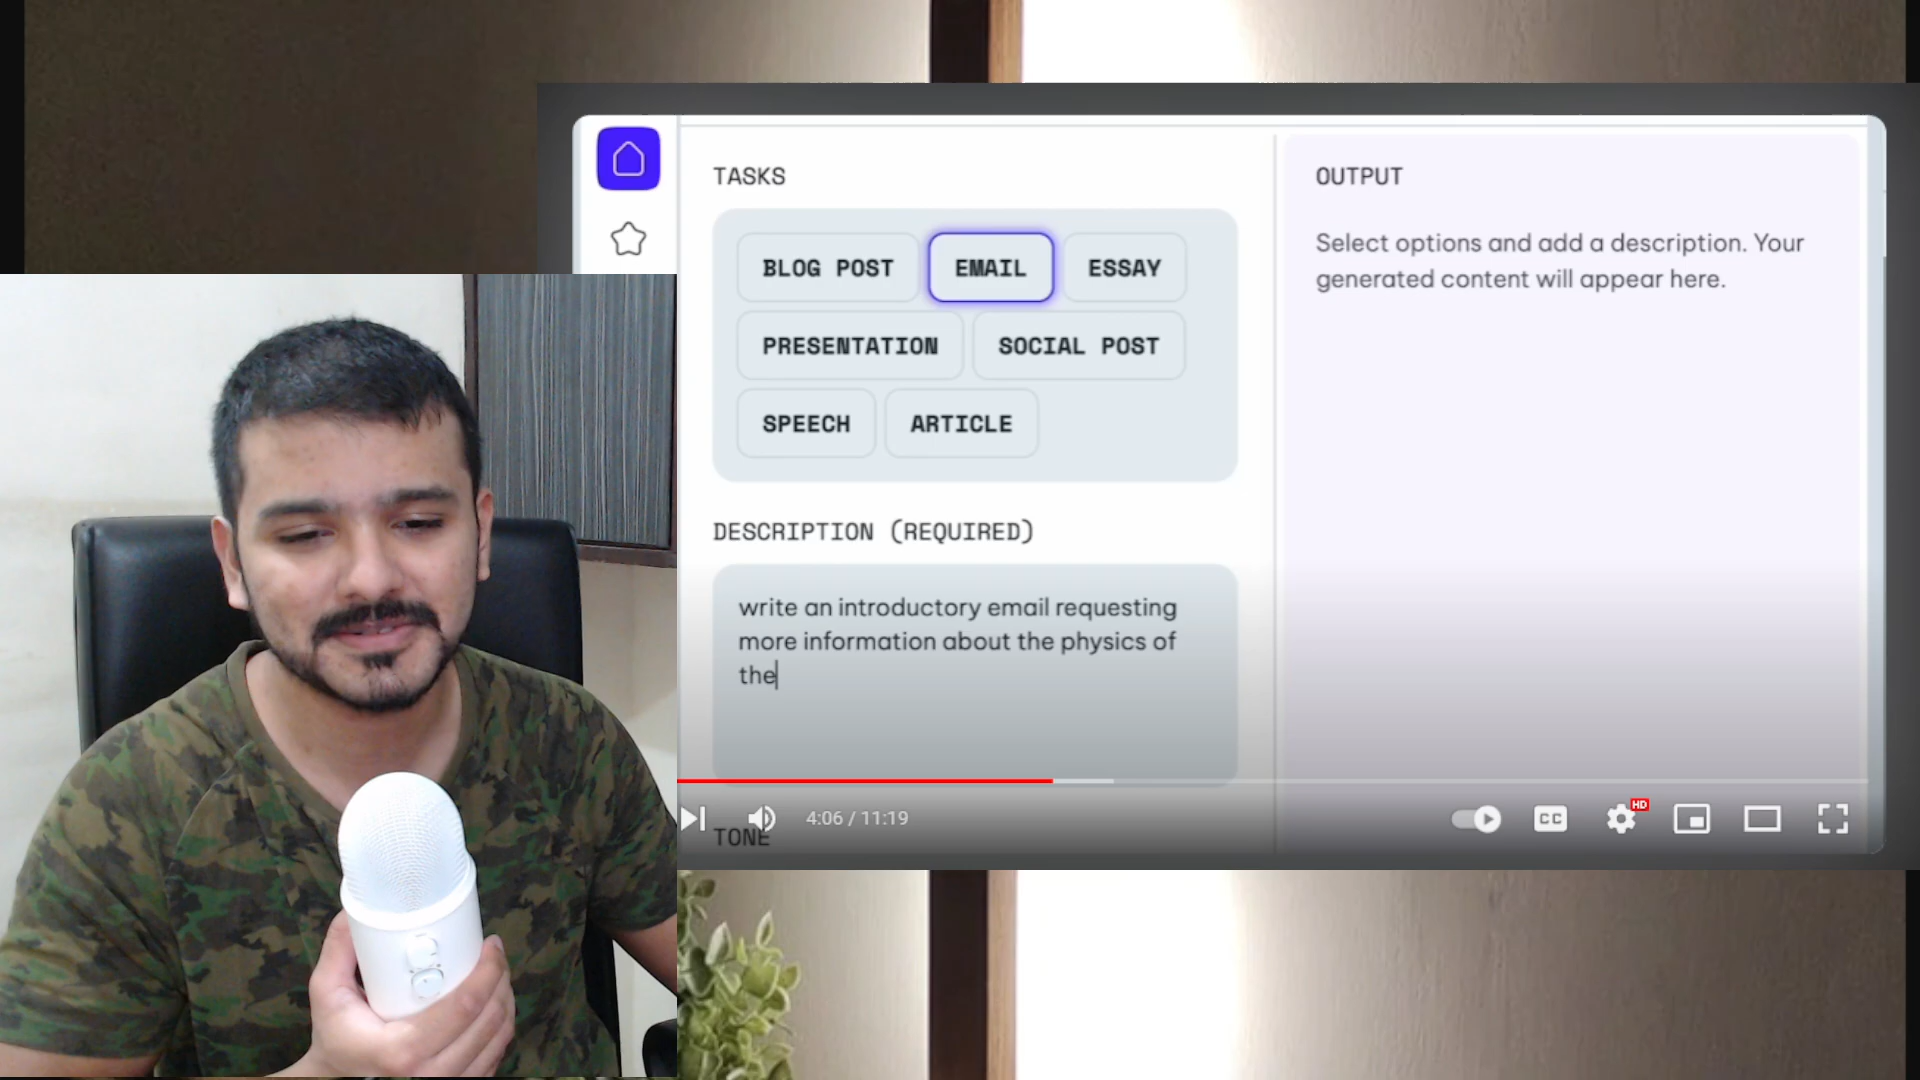 TASKS
BLOG POST EMAIL ESSAY
PRESENTATION SOCIAL POST
SPEECH ARTICLE
DESCRIPTION (REQUIRED)
write an introductory email requesting
more information about the physics of
the
TONE
OUTPUT
Select options and add a description. Your
generated content will appear here.
4:06 / 11:19
CC
HD